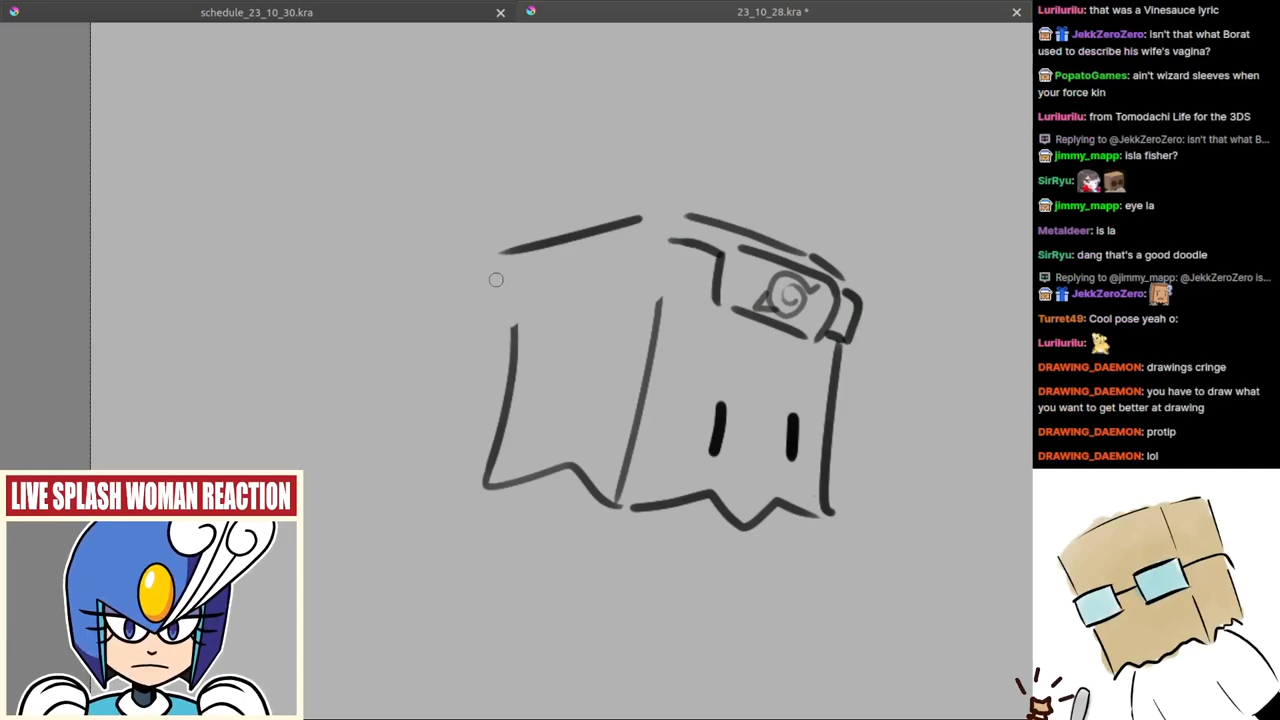 schedule_23_10_30.kra
23_10_28.kra *
Lurilurilu: that was a Vinesauce lyric
JekkZeroZero: isn't that what Borat
used to describe his wife's vagina?
PopatoGames: ain't wizard sleeves when
your force kin
Lurilurilu: from Tomodachi Life for the 3DS
Replying to @JekkZeroZero: isn't that what B...
jimmy_mapp: isla fisher?
SirRyu:
jimmy_mapp: eye la
Metaldeer: is la
SirRyu: dang that's a good doodle
Replying to @jimmy_mapp: @JekkZeroZero is...
JekkZeroZero:
Turret49: Cool pose yeah o:
Lurilurilu:
DRAWING_DAEMON: drawings cringe
DRAWING_DAEMON: you have to draw what
you want to get better at drawing
DRAWING_DAEMON: protip
DRAWING_DAEMON: lol
LIVE SPLASH WOMAN REACTION